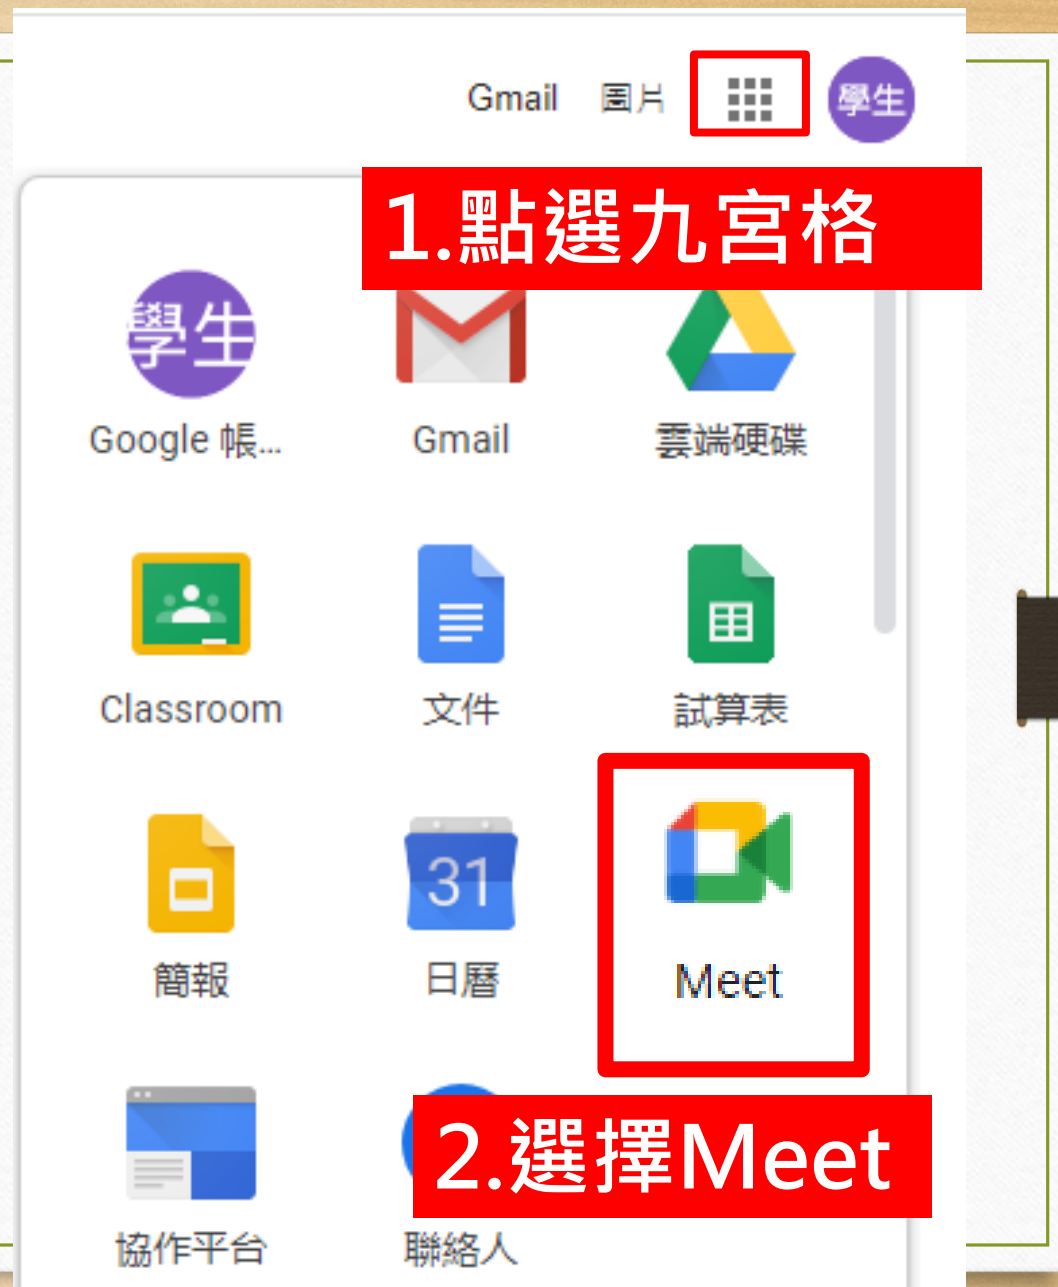 Gmail 圖片 學生
1.點選九宮格
學生
Google 帳... Gmail 雲端硬碟
Classroom 文件 試算表
31
簡報 日曆 Meet
2.選擇Meet
協作平台 聯絡人